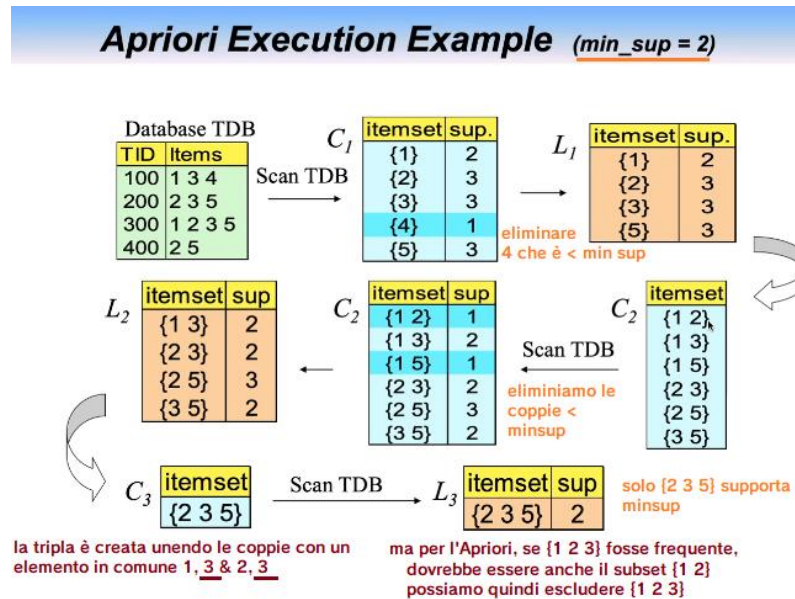 Apriori Execution Example (min_sup = 2)
Database TDB
TID Items
100 1 3 4
200 2 3 5
300 1 2 3 5
400 2 5
Scan TDB
C1
itemset sup.
{1} 2
{2} 3
{3} 3
{4} 1
{5} 3
eliminare
4 che è < min sup
L1
itemset sup.
{1} 2
{2} 3
{3} 3
{5} 3
L2
itemset sup
{1 3} 2
{2 3} 2
{2 5} 3
{3 5} 2
C2
itemset sup
{1 2} 1
{1 3} 2
{1 5} 1
{2 3} 2
{2 5} 3
{3 5} 2
Scan TDB
eliminiamo le
coppie <
minsup
C2
itemset
{1 2}
{1 3}
{1 5}
{2 3}
{2 5}
{3 5}
C3
itemset
{2 3 5}
Scan TDB
L3
itemset sup
{2 3 5} 2
solo {2 3 5} supporta
minsup
la tripla è creata unendo le coppie con un
elemento in comune 1, 3 & 2, 3
ma per l'Apriori, se {1 2 3} fosse frequente,
dovrebbe essere anche il subset {1 2}
possiamo quindi escludere {1 2 3}